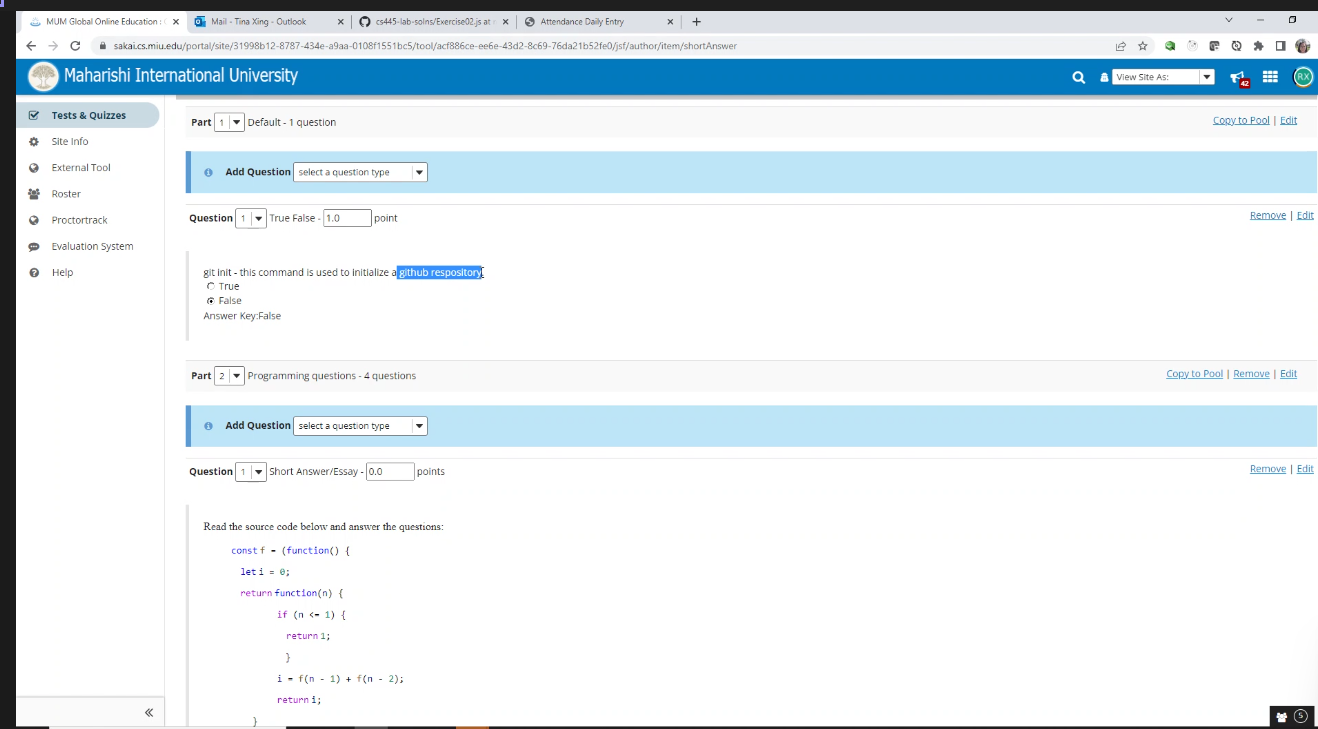 MUM Global Online Education :
Mail - Tina Xing - Outlook
cs445-lab-solns/Exercise02.js at
Attendance Daily Entry
sakai.cs.miu.edu/portal/site/31998b12-8787-434e-a9aa-0108f1551bc5/tool/acf886ce-ee6e-43d2-8c69-76da21b52fe0/jsf/author/item/shortAnswer
Maharishi International University
View Site As:
42
RX
Tests & Quizzes
Site Info
External Tool
Roster
Proctortrack
Evaluation System
Help
«
Part 1 Default - 1 question
Copy to Pool | Edit
Add Question select a question type
Question 1 True False - 1.0 point
Remove | Edit
git init - this command is used to initialize a github respository
True
False
Answer Key:False
Part 2 Programming questions - 4 questions
Copy to Pool | Remove | Edit
Add Question select a question type
Question 1 Short Answer/Essay - 0.0 points
Remove | Edit
Read the source code below and answer the questions:
const f = (function() {
let i = 0;
return function(n) {
if (n <= 1) {
return 1;
}
i = f(n - 1) + f(n - 2);
return i;
}
5